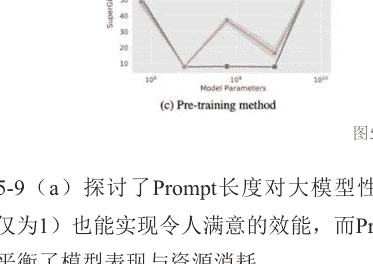 SuperGL
50
40
30
20
10
10⁸
10⁹
10¹⁰
Model Parameters
(c) Pre-training method
图5
5-9（a）探讨了Prompt长度对大模型性
仅为1）也能实现令人满意的效能，而Pr
平衡了模型表现与资源消耗